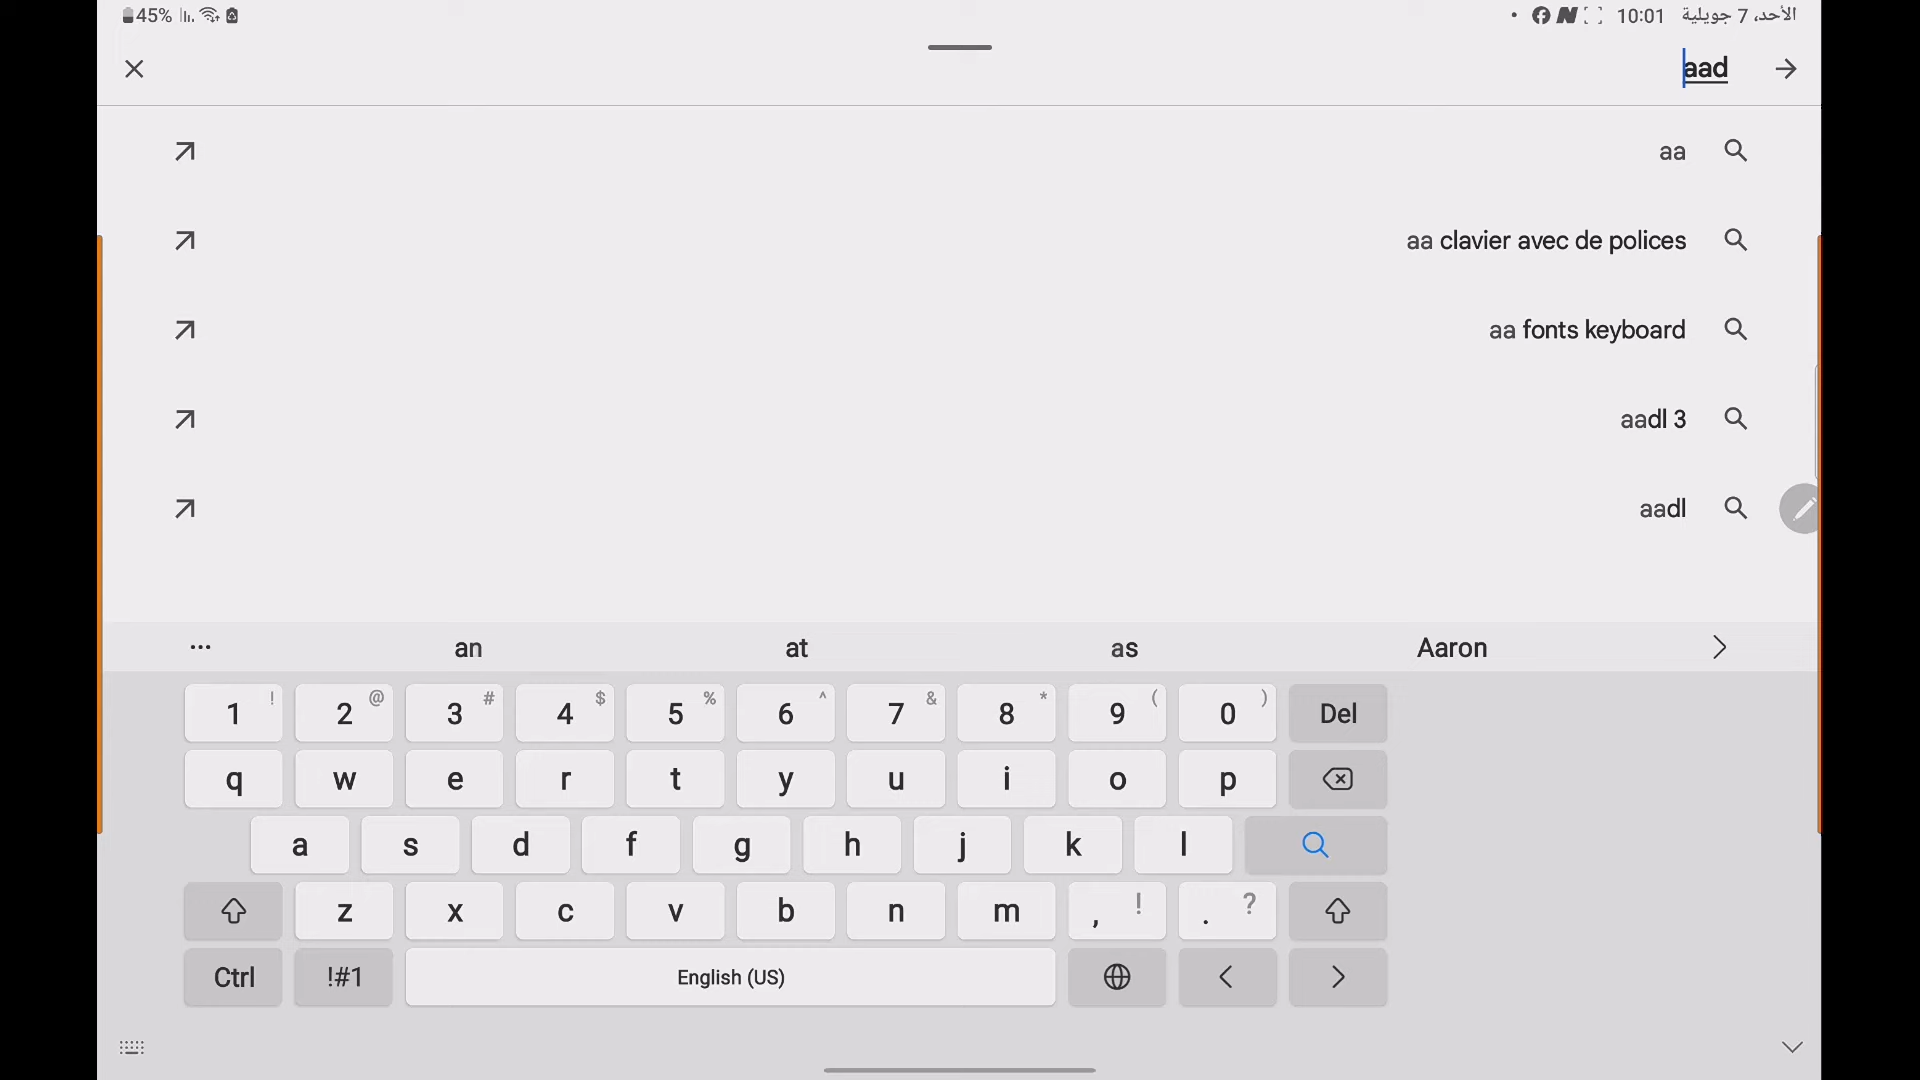 45% 10:01 الأحد، 7 جويلية
aad
aa
aa clavier avec de polices
aa fonts keyboard
aadl 3
aadl
... an at as Aaron
1 ! 2 @ 3 # 4 $ 5 % 6 ^ 7 & 8 * 9 ( 0 ) Del
q w e r t y u i o p
a s d f g h j k l
z x c v b n m , ! . ?
Ctrl !#1 English (US) < >